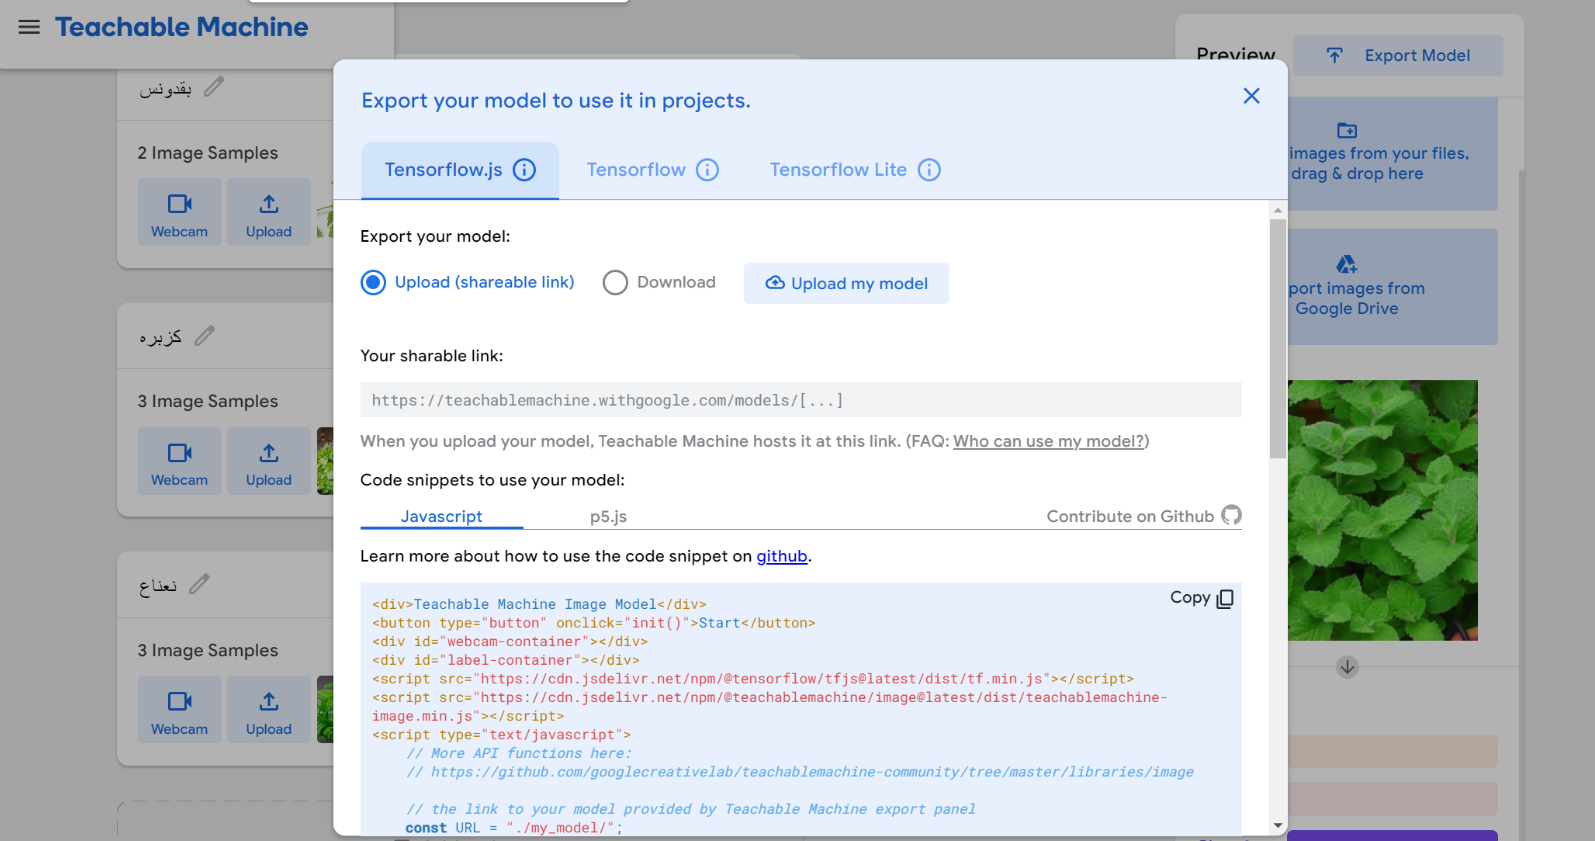 Teachable Machine
Preview
Export Model
بقدونس
2 Image Samples
Webcam
Upload
كزبره
3 Image Samples
Webcam
Upload
نعناع
3 Image Samples
Webcam
Upload
Export your model to use it in projects.
Tensorflow.js
Tensorflow
Tensorflow Lite
Export your model:
Upload (shareable link)
Download
Upload my model
Your sharable link:
https://teachablemachine.withgoogle.com/models/[...]
When you upload your model, Teachable Machine hosts it at this link. (FAQ: Who can use my model?)
Code snippets to use your model:
Javascript
p5.js
Contribute on Github
Learn more about how to use the code snippet on github.
Copy
<div>Teachable Machine Image Model</div>
<button type="button" onclick="init()">Start</button>
<div id="webcam-container"></div>
<div id="label-container"></div>
<script src="https://cdn.jsdelivr.net/npm/@tensorflow/tfjs@latest/dist/tf.min.js"></script>
<script src="https://cdn.jsdelivr.net/npm/@teachablemachine/image@latest/dist/teachablemachine-
image.min.js"></script>
<script type="text/javascript">
// More API functions here:
// https://github.com/googlecreativelab/teachablemachine-community/tree/master/libraries/image
// the link to your model provided by Teachable Machine export panel
const URL = "./my_model/";
images from your files,
drag & drop here
port images from
Google Drive